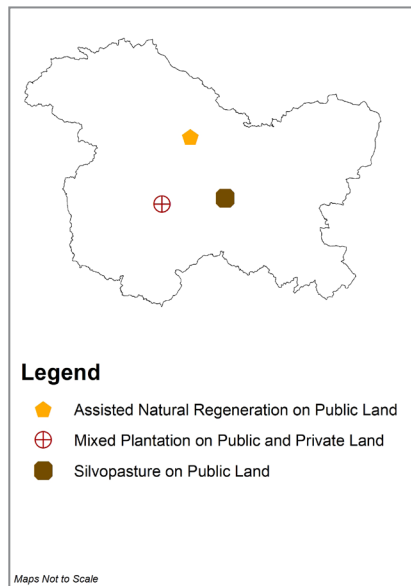 Legend
Assisted Natural Regeneration on Public Land
Mixed Plantation on Public and Private Land
Silvopasture on Public Land
Maps Not to Scale